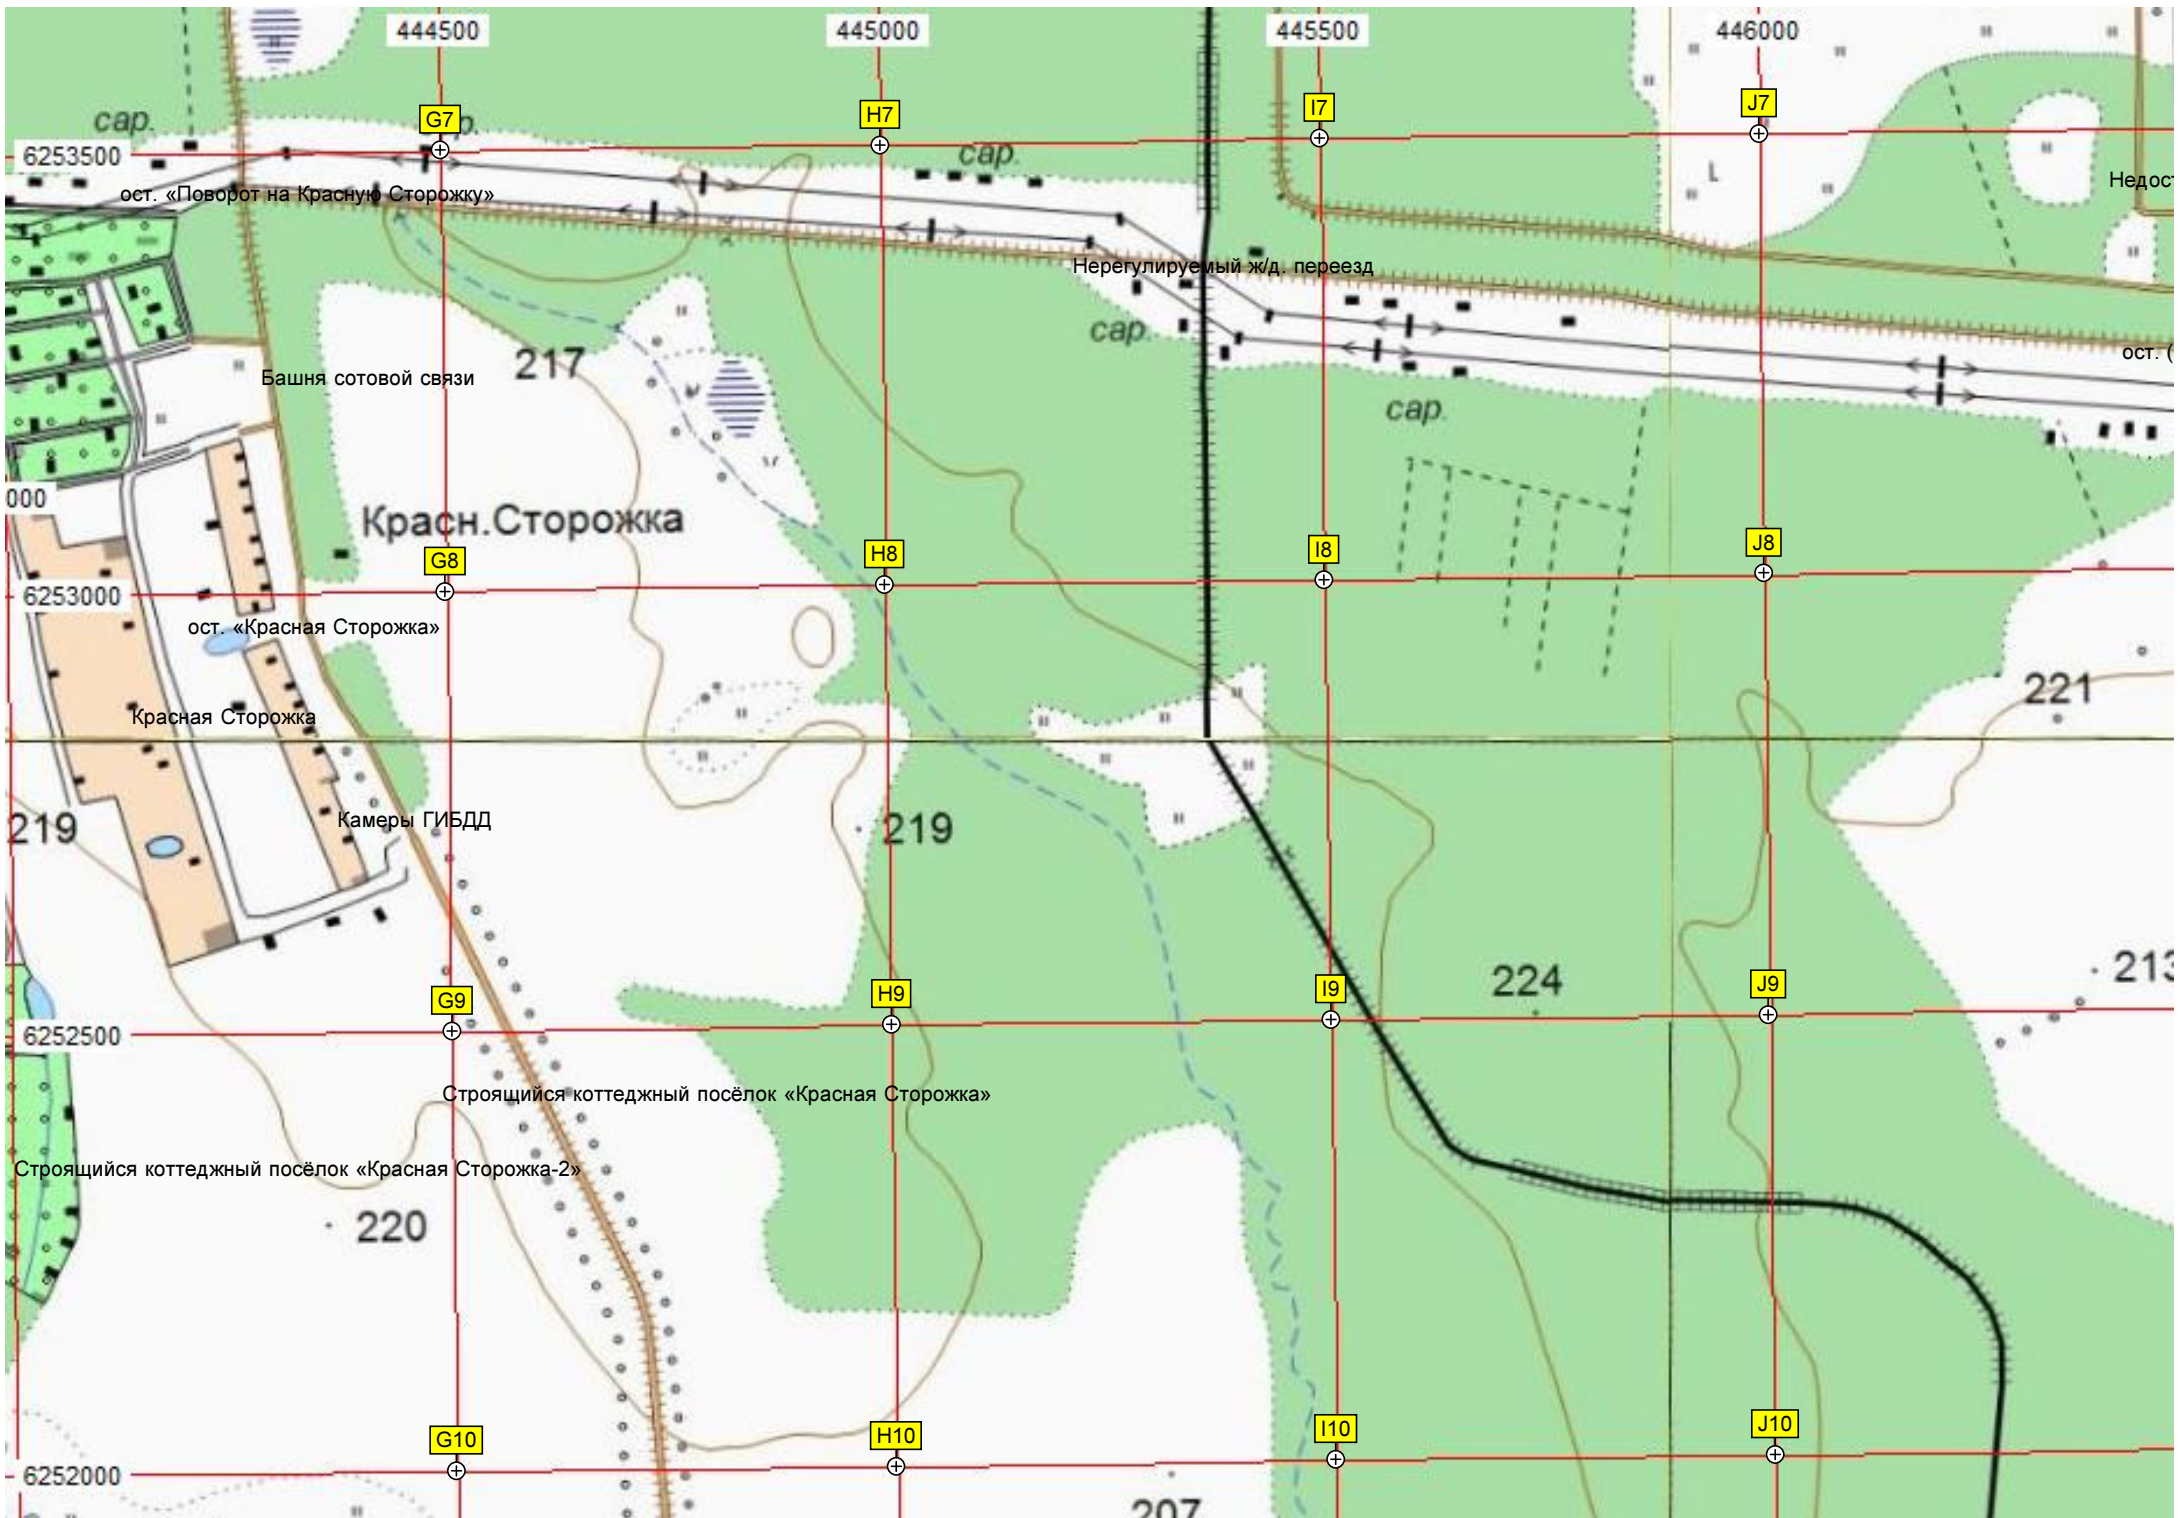 444500
445000
445500
446000
G7
H7
I7
J7
сар.
р.
сар.
6253500
ост. «Поворот на Красную Сторожку»
Недост
Нерегулируемый ж/д. переезд
сар.
ост. (
217
Башня сотовой связи
сар.
000
Красн.Сторожка
G8
H8
I8
J8
6253000
ост. «Красная Сторожка»
221
Красная Сторожка
219
Камеры ГИБДД
219
224
213
G9
H9
I9
J9
6252500
Строящийся коттеджный посёлок «Красная Сторожка»
Строящийся коттеджный посёлок «Красная Сторожка-2»
220
G10
H10
I10
J10
6252000
207